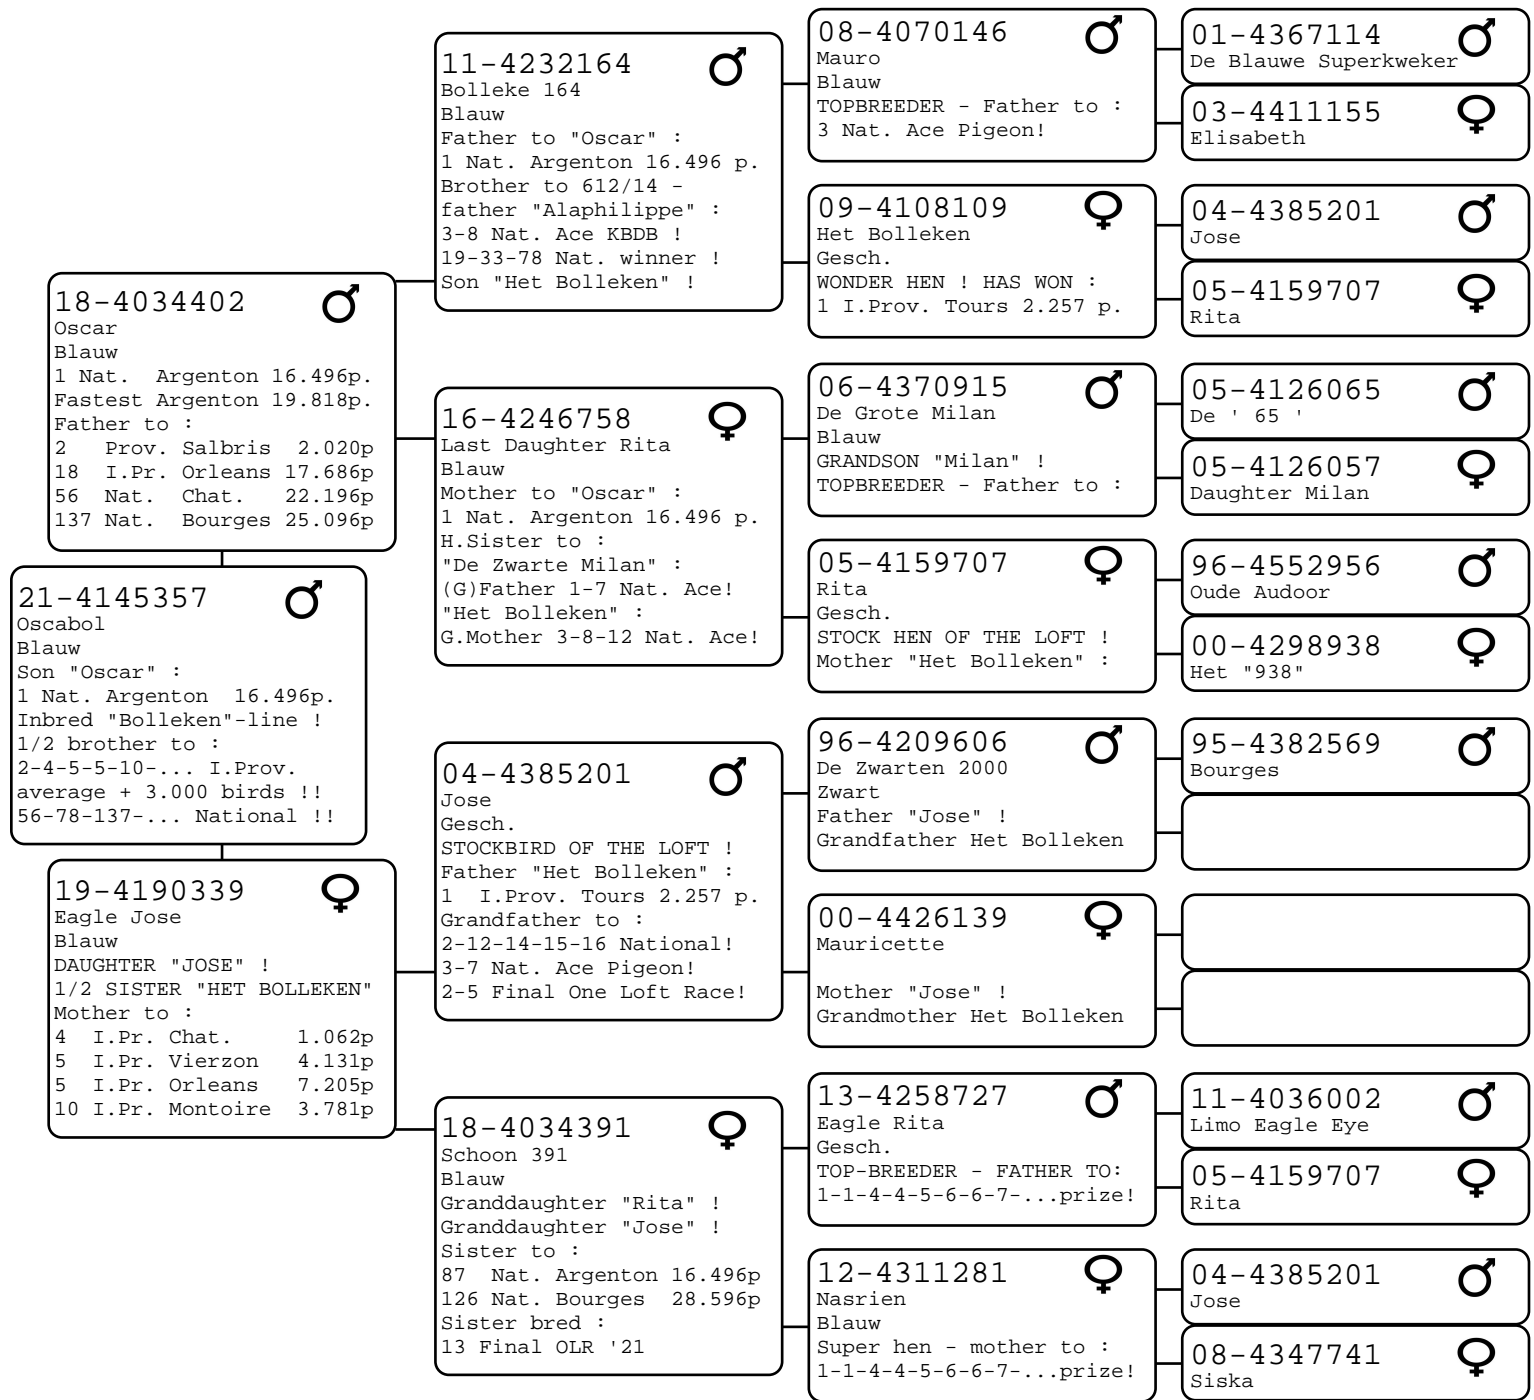 18-4034402
Oscar
Blauw
1 Nat.  Argenton 16.496p.
Fastest Argenton 19.818p.
Father to :
2   Prov. Salbris  2.020p
18  I.Pr. Orleans 17.686p
56  Nat.  Chat.   22.196p
137 Nat.  Bourges 25.096p
21-4145357
Oscabol
Blauw
Son "Oscar" :
1 Nat. Argenton  16.496p.
Inbred "Bolleken"-line !
1/2 brother to :
2-4-5-5-10-... I.Prov.
average + 3.000 birds !!
56-78-137-... National !!
19-4190339
Eagle Jose
Blauw
DAUGHTER "JOSE" !
1/2 SISTER "HET BOLLEKEN"
Mother to :
4  I.Pr. Chat.     1.062p
5  I.Pr. Vierzon   4.131p
5  I.Pr. Orleans   7.205p
10 I.Pr. Montoire  3.781p
11-4232164
Bolleke 164
Blauw
Father to "Oscar" :
1 Nat. Argenton 16.496 p.
Brother to 612/14 -
father "Alaphilippe" :
3-8 Nat. Ace KBDB !
19-33-78 Nat. winner !
Son "Het Bolleken" !
16-4246758
Last Daughter Rita
Blauw
Mother to "Oscar" :
1 Nat. Argenton 16.496 p.
H.Sister to :
"De Zwarte Milan" :
(G)Father 1-7 Nat. Ace!
"Het Bolleken" :
G.Mother 3-8-12 Nat. Ace!
04-4385201
Jose
Gesch.
STOCKBIRD OF THE LOFT !
Father "Het Bolleken" :
1  I.Prov. Tours 2.257 p.
Grandfather to :
2-12-14-15-16 National!
3-7 Nat. Ace Pigeon!
2-5 Final One Loft Race!
18-4034391
Schoon 391
Blauw
Granddaughter "Rita" !
Granddaughter "Jose" !
Sister to :
87  Nat. Argenton 16.496p
126 Nat. Bourges  28.596p
Sister bred :
13 Final OLR '21
08-4070146
Mauro
Blauw
TOPBREEDER - Father to :
3 Nat. Ace Pigeon!
09-4108109
Het Bolleken
Gesch.
WONDER HEN ! HAS WON :
1 I.Prov. Tours 2.257 p.
06-4370915
De Grote Milan
Blauw
GRANDSON "Milan" !
TOPBREEDER - Father to :
05-4159707
Rita
Gesch.
STOCK HEN OF THE LOFT !
Mother "Het Bolleken" :
96-4209606
De Zwarten 2000
Zwart
Father "Jose" !
Grandfather Het Bolleken
00-4426139
Mauricette
Mother "Jose" !
Grandmother Het Bolleken
13-4258727
Eagle Rita
Gesch.
TOP-BREEDER - FATHER TO:
1-1-4-4-5-6-6-7-...prize!
12-4311281
Nasrien
Blauw
Super hen - mother to :
1-1-4-4-5-6-6-7-...prize!
01-4367114
De Blauwe Superkweker
03-4411155
Elisabeth
04-4385201
Jose
05-4159707
Rita
05-4126065
De ' 65 '
05-4126057
Daughter Milan
96-4552956
Oude Audoor
00-4298938
Het "938"
95-4382569
Bourges
11-4036002
Limo Eagle Eye
05-4159707
Rita
04-4385201
Jose
08-4347741
Siska